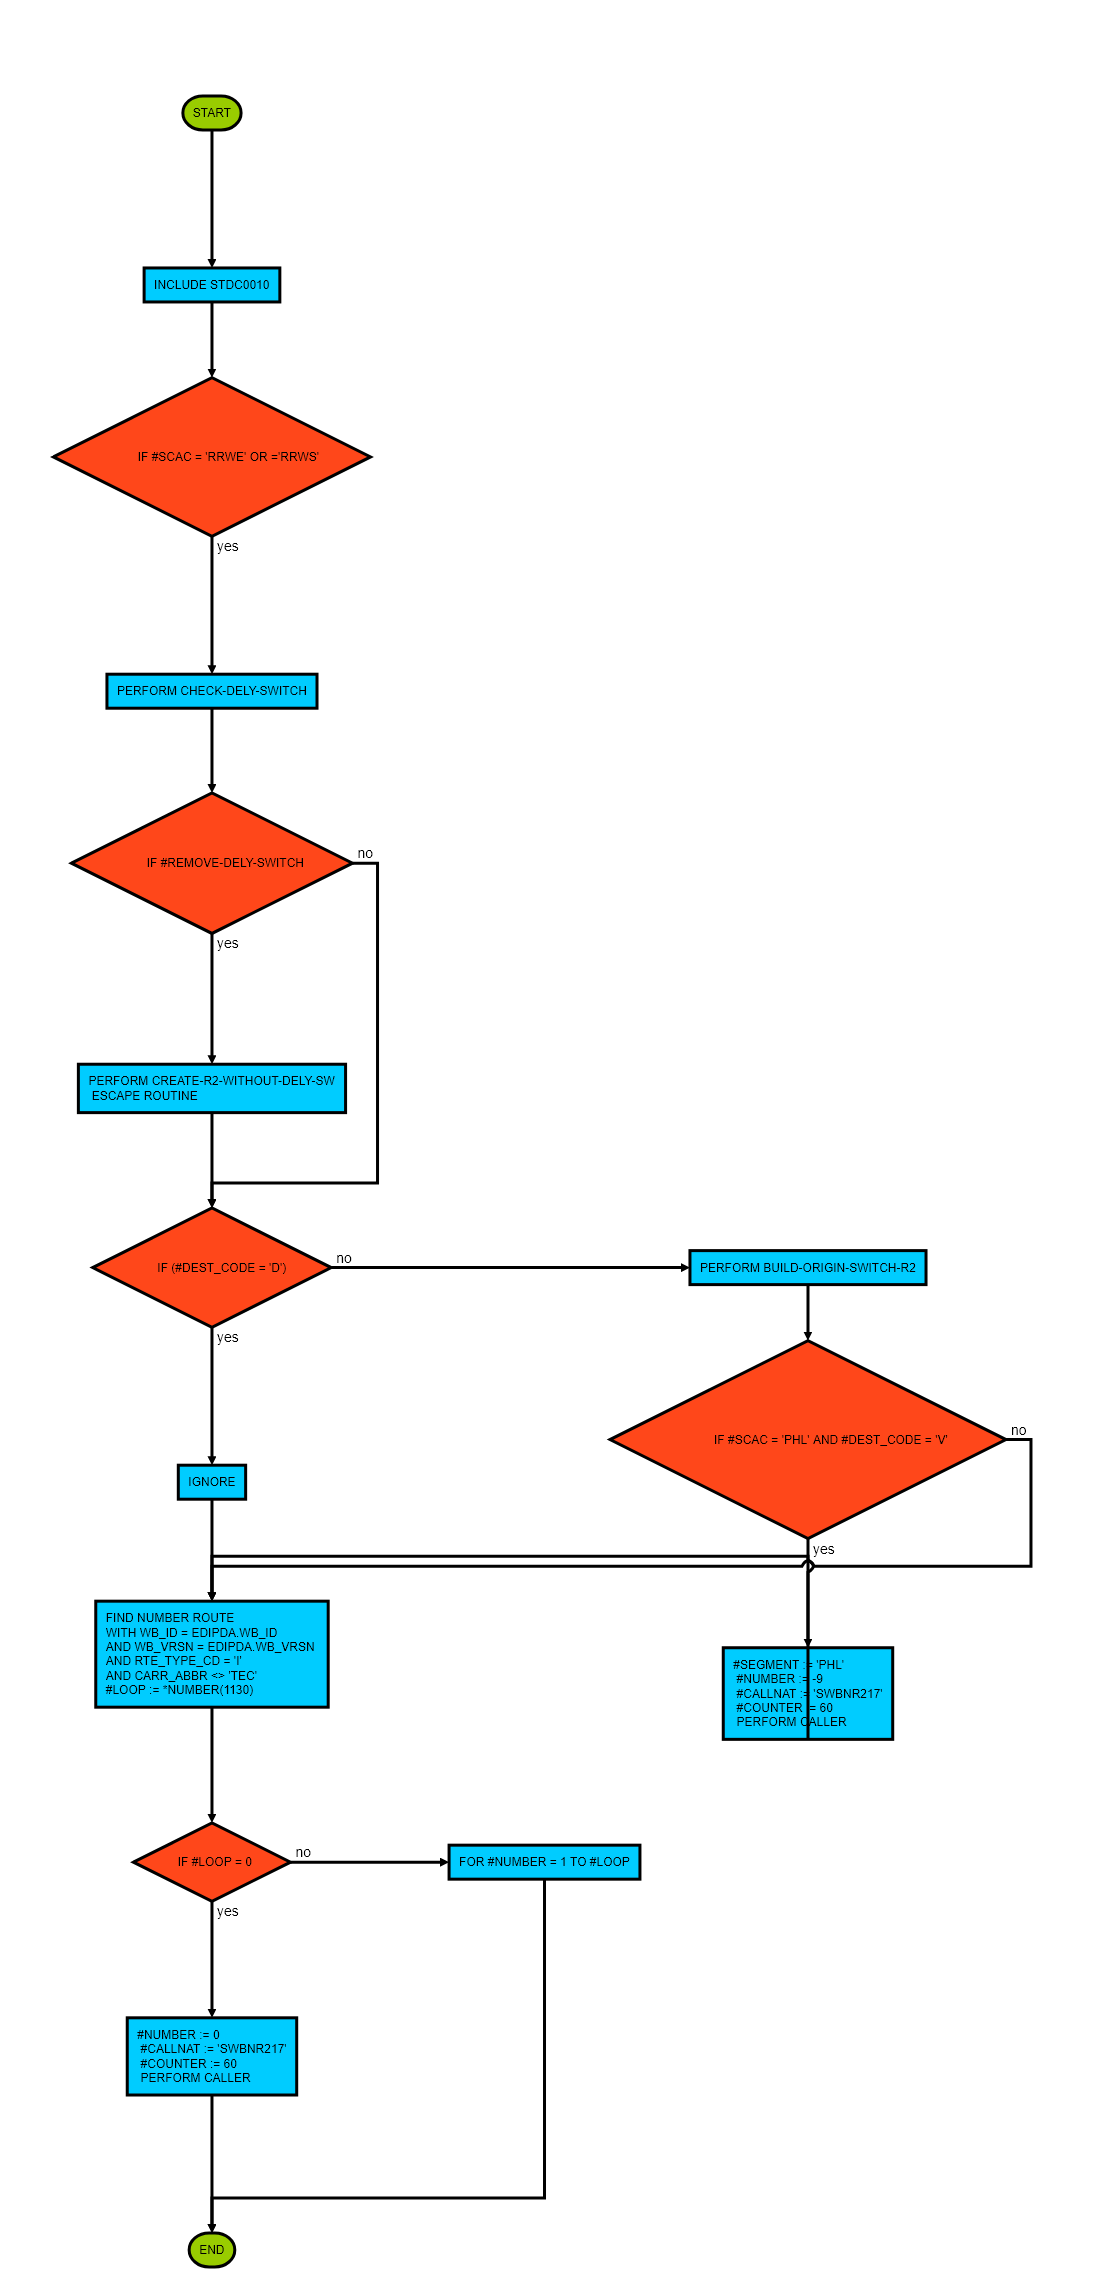 START
INCLUDE STDC0010
IF #SCAC = 'RRWE' OR ='RRWS'
yes
PERFORM CHECK-DELY-SWITCH
IF #REMOVE-DELY-SWITCH
no
yes
PERFORM CREATE-R2-WITHOUT-DELY-SW
ESCAPE ROUTINE
IF (#DEST_CODE = 'D')
no
PERFORM BUILD-ORIGIN-SWITCH-R2
yes
IF #SCAC = 'PHL' AND #DEST_CODE = 'V'
no
IGNORE
yes
FIND NUMBER ROUTE
WITH WB_ID = EDIPDA.WB_ID
AND WB_VRSN = EDIPDA.WB_VRSN
AND RTE_TYPE_CD = 'I'
AND CARR_ABBR <> 'TEC'
#LOOP := *NUMBER(1130)
#SEGMENT := 'PHL'
#NUMBER := -9
#CALLNAT := 'SWBNR217'
#COUNTER := 60
PERFORM CALLER
IF #LOOP = 0
no
FOR #NUMBER = 1 TO #LOOP
yes
#NUMBER := 0
#CALLNAT := 'SWBNR217'
#COUNTER := 60
PERFORM CALLER
END